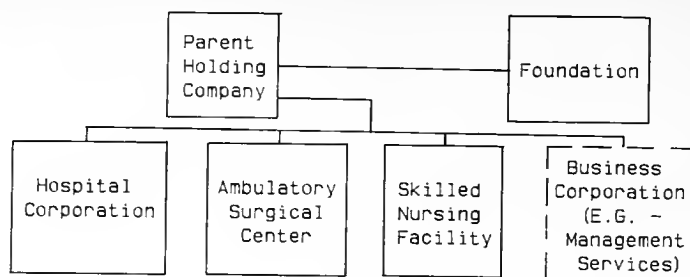 Parent
Holding
Company
Foundation
Hospital
Corporation
Ambulatory
Surgical
Center
Skilled
Nursing
Facility
Business
Corporation
(E.G. -
Management
Services)